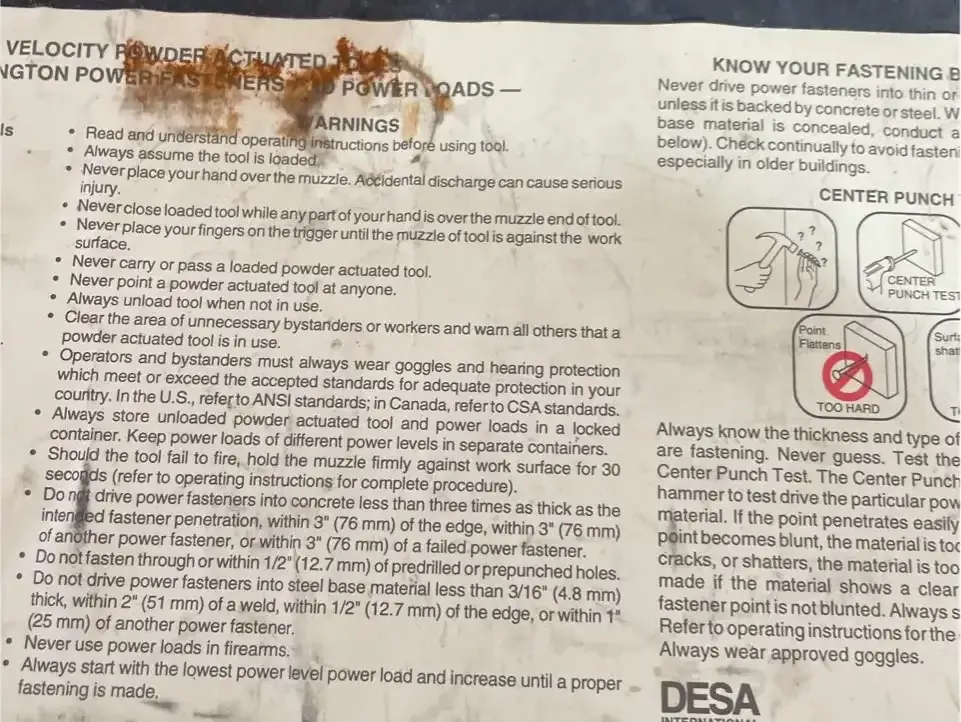 VELOCITY POWDER ACTUATED
NGTON POWER FASTENERS POWER LOADS —
WARNINGS
ls
• Read and understand operating instructions before using tool.
• Always assume the tool is loaded.
• Never place your hand over the muzzle. Accidental discharge can cause serious
injury.
• Never close loaded tool while any part of your hand is over the muzzle end of tool.
• Never place your fingers on the trigger until the muzzle of tool is against the work
surface.
• Never carry or pass a loaded powder actuated tool.
• Never point a powder actuated tool at anyone.
• Always unload tool when not in use.
• Clear the area of unnecessary bystanders or workers and warn all others that a
powder actuated tool is in use.
• Operators and bystanders must always wear goggles and hearing protection
which meet or exceed the accepted standards for adequate protection in your
country. In the U.S., refer to ANSI standards; in Canada, refer to CSA standards.
• Always store unloaded powder actuated tool and power loads in a locked
container. Keep power loads of different power levels in separate containers.
• Should the tool fail to fire, hold the muzzle firmly against work surface for 30
seconds (refer to operating instructions for complete procedure).
• Do not drive power fasteners into concrete less than three times as thick as the
intended fastener penetration, within 3" (76 mm) of the edge, within 3" (76 mm)
of another power fastener, or within 3" (76 mm) of a failed power fastener.
• Do not fasten through or within 1/2" (12.7 mm) of predrilled or prepunched holes.
• Do not drive power fasteners into steel base material less than 3/16" (4.8 mm)
thick, within 2" (51 mm) of a weld, within 1/2" (12.7 mm) of the edge, or within 1"
(25 mm) of another power fastener.
• Never use power loads in firearms.
• Always start with the lowest power level power load and increase until a proper
fastening is made.
KNOW YOUR FASTENING B
Never drive power fasteners into thin or
unless it is backed by concrete or steel. W
base material is concealed, conduct a
below). Check continually to avoid fasten
especially in older buildings.
CENTER PUNCH
? ?
? ?
?
CENTER
PUNCH TEST
Point
Flattens
TOO HARD
Surfa
shat
T
Always know the thickness and type of
are fastening. Never guess. Test the
Center Punch Test. The Center Punch
hammer to test drive the particular pow
material. If the point penetrates easily
point becomes blunt, the material is too
cracks, or shatters, the material is too
made if the material shows a clear
fastener point is not blunted. Always s
Refer to operating instructions for the
Always wear approved goggles.
DESA
INTERNATIONAL